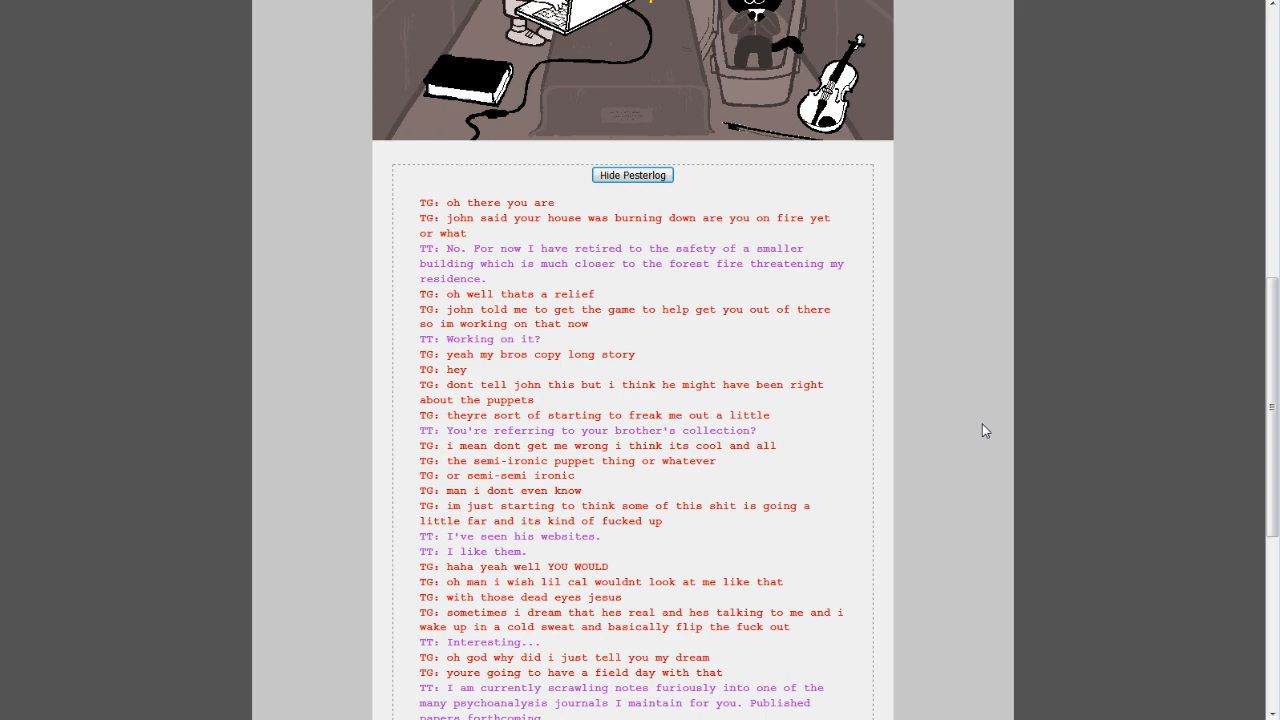 Hide Pesterlog
TG: oh there you are
TG: john said your house was burning down are you on fire yet
or what
TT: No. For now I have retired to the safety of a smaller
building which is much closer to the forest fire threatening my
residence.
TG: oh well thats a relief
TG: john told me to get the game to help get you out of there
so im working on that now
TT: Working on it?
TG: yeah my bros copy long story
TG: hey
TG: dont tell john this but i think he might have been right
about the puppets
TG: theyre sort of starting to freak me out a little
TT: You're referring to your brother's collection?
TG: i mean dont get me wrong i think its cool and all
TG: the semi-ironic puppet thing or whatever
TG: or semi-semi ironic
TG: man i dont even know
TG: im just starting to think some of this shit is going a
little far and its kind of fucked up
TT: I've seen his websites.
TT: I like them.
TG: haha yeah well YOU WOULD
TG: oh man i wish lil cal wouldnt look at me like that
TG: with those dead eyes jesus
TG: sometimes i dream that hes real and hes talking to me and i
wake up in a cold sweat and basically flip the fuck out
TT: Interesting...
TG: oh god why did i just tell you my dream
TG: youre going to have a field day with that
TT: I am currently scrawling notes furiously into one of the
many psychoanalysis journals I maintain for you. Published
papers forthcoming.